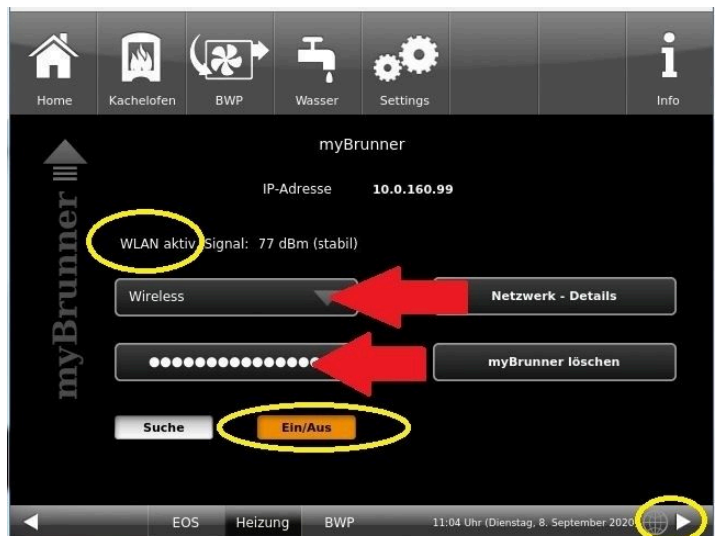 Home Kachelofen BWP Wasser Settings Info
myBrunner
IP-Adresse 10.0.160.99
myBrunner
WLAN aktiv Signal: 77 dBm (stabil)
Wireless Netzwerk - Details
myBrunner löschen
Suche Ein/Aus
EOS Heizung BWP 11:04 Uhr (Dienstag, 8. September 2020